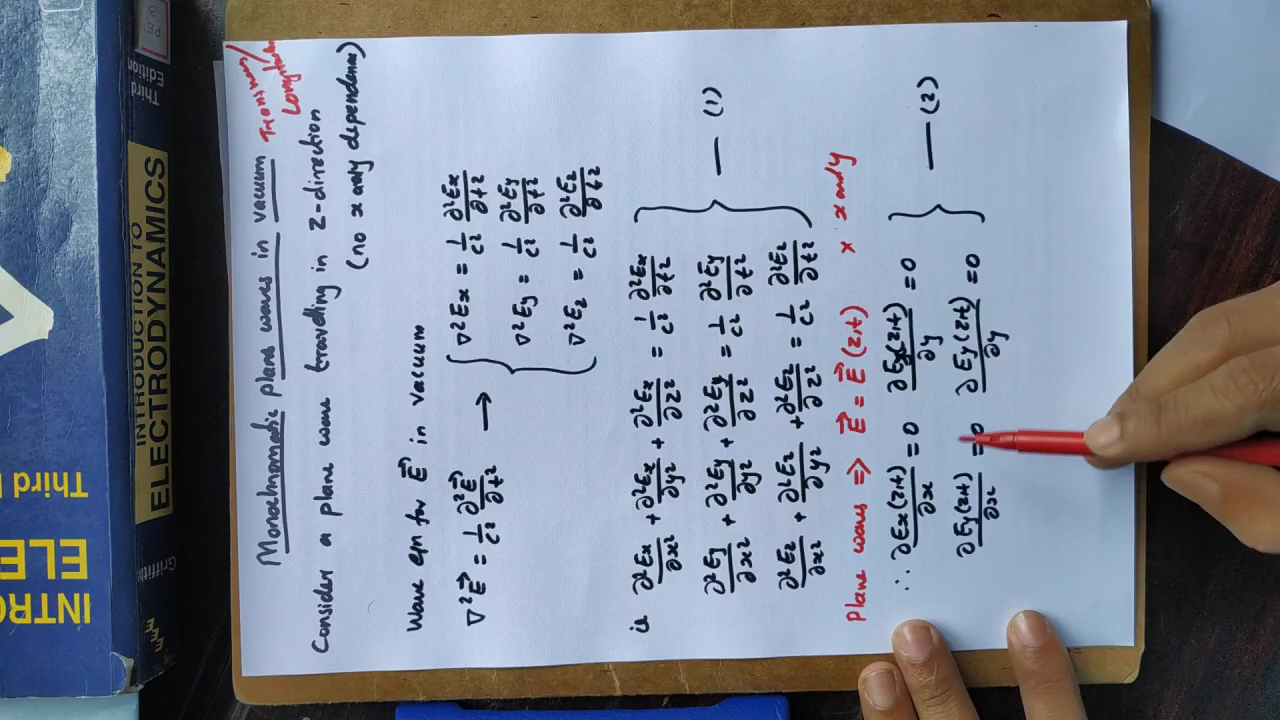 Monochromatic plane waves in vacuum Transverse/
Longitudinal
Consider a plane wave travelling in z-direction
(no x any dependence)
Wave eqn for E⃗ in vacuum
∇²E⃗ = 1/c² ∂²E⃗/∂t² → { ∇²Ex = 1/c² ∂²Ex/∂t²
∇²Ey = 1/c² ∂²Ey/∂t²
∇²Ez = 1/c² ∂²Ez/∂t²
ie ∂²Ex/∂x² + ∂²Ex/∂y² + ∂²Ex/∂z² = 1/c² ∂²Ex/∂t²
∂²Ey/∂x² + ∂²Ey/∂y² + ∂²Ey/∂z² = 1/c² ∂²Ey/∂t² } — (1)
∂²Ez/∂x² + ∂²Ez/∂y² + ∂²Ez/∂z² = 1/c² ∂²Ez/∂t²
Plane waves ⇒ E⃗ = E⃗(z,t) x x and y
∴ ∂Ex(z,t)/∂x = 0 ∂Ex(z,t)/∂y = 0
∂Ey(z,t)/∂x = 0 ∂Ey(z,t)/∂y = 0 } — (2)
INTRODUCTION TO
ELECTRODYNAMICS
Third
Edition
Griffiths
EEE
Third
INTRO
ELE